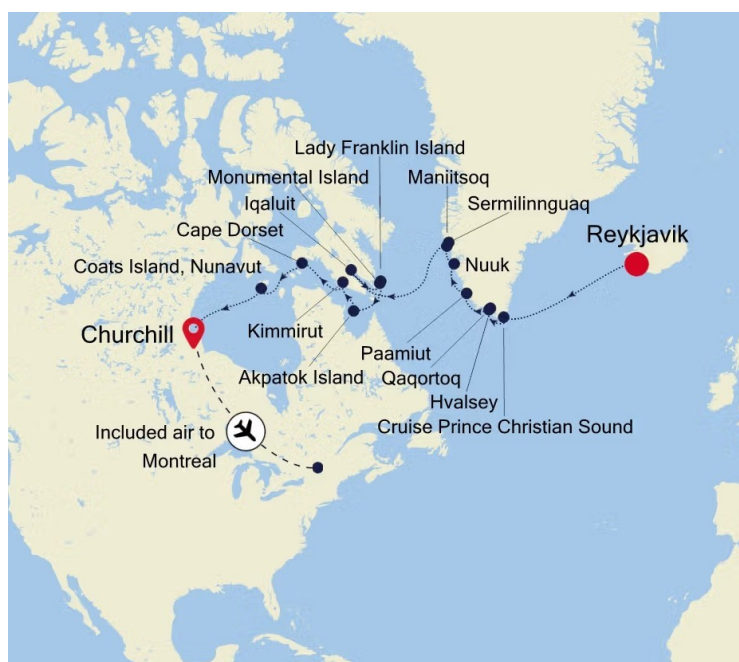 Lady Franklin Island
Monumental Island
Maniitsoq
Iqaluit
Sermilinnguaq
Cape Dorset
Reykjavik
Coats Island, Nunavut
Nuuk
Churchill
Kimmirut
Paamiut
Akpatok Island
Qaqortoq
Hvalsey
Cruise Prince Christian Sound
Included air to
Montreal